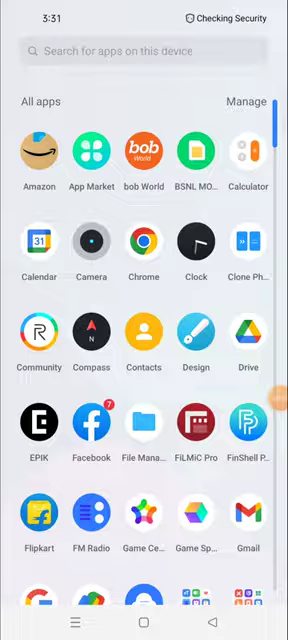 3:31 Checking Security
Search for apps on this device
All apps Manage
bob
World
Amazon App Market bob World BSNL MO... Calculator
31
N
Calendar Camera Chrome Clock Clone Ph...
R
Community Compass Contacts Design Drive
7
EPIK Facebook File Mana... FiLMiC Pro FinShell P...
Flipkart FM Radio Game Ce... Game Sp... Gmail